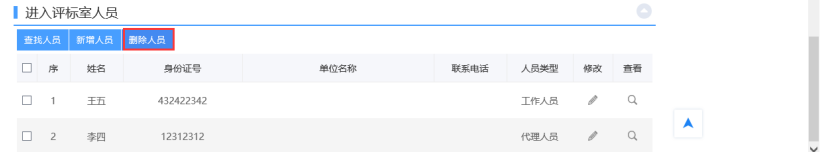 进入评标室人员
查找人员 新增人员 删除人员
序 姓名 身份证号 单位名称 联系电话 人员类型 修改 查看
1 王五 432422342 工作人员
2 李四 12312312 代理人员